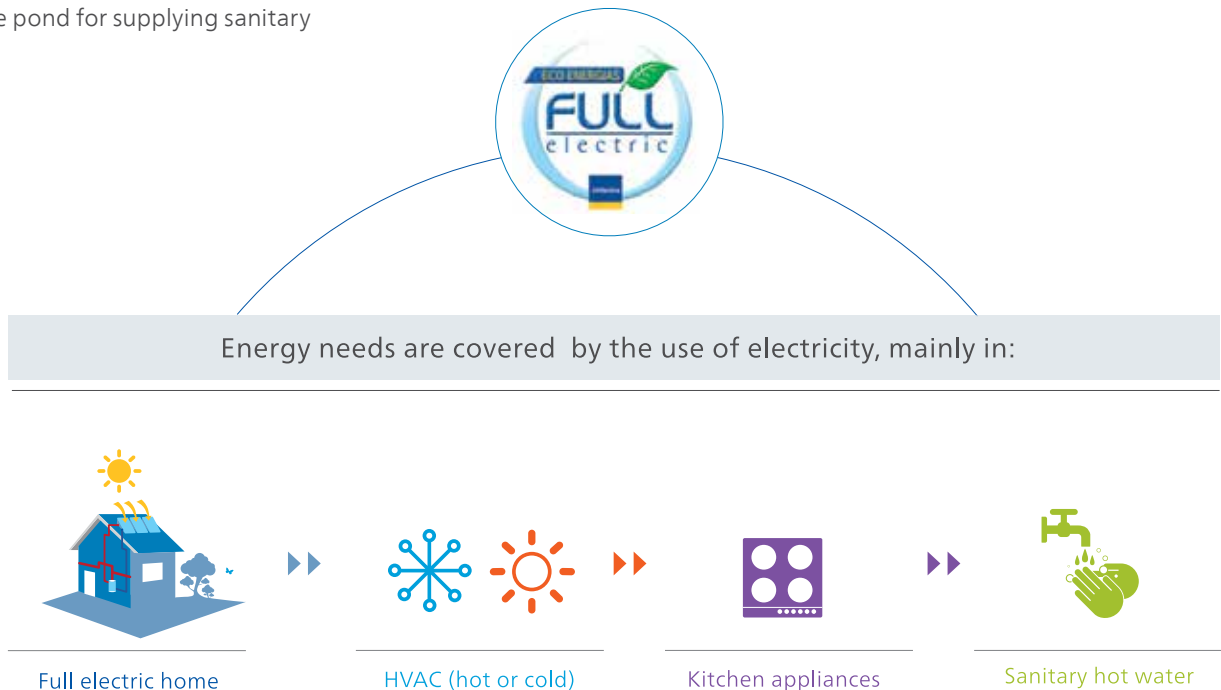 e pond for supplying sanitary
ECO ENERGIAS
FULL
electric
Energy needs are covered by the use of electricity, mainly in:
Full electric home
HVAC (hot or cold)
Kitchen appliances
Sanitary hot water